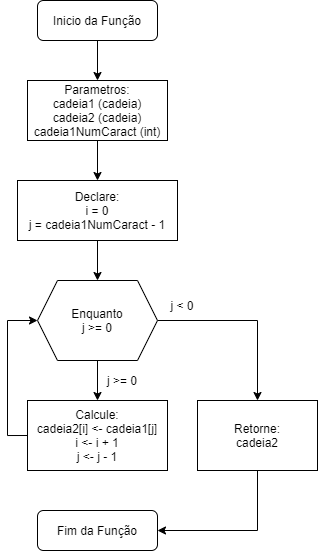 Inicio da Função
Parametros:
cadeia1 (cadeia)
cadeia2 (cadeia)
cadeia1NumCaract (int)
Declare:
i = 0
j = cadeia1NumCaract - 1
Enquanto
j >= 0
j < 0
j >= 0
Calcule:
cadeia2[i] <- cadeia1[j]
i <- i + 1
j <- j - 1
Retorne:
cadeia2
Fim da Função